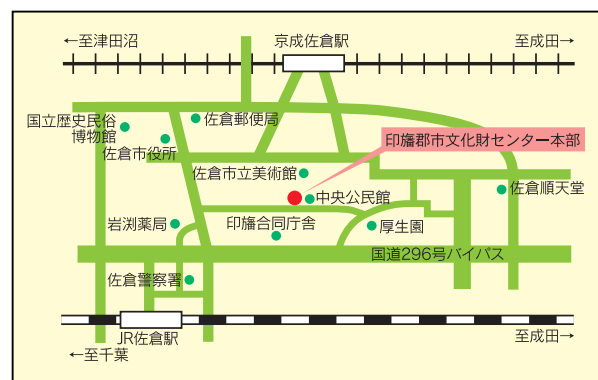 ←至津田沼
京成佐倉駅
至成田→
国立歴史民俗
博物館
佐倉郵便局
佐倉市役所
印旛郡市文化財センター本部
佐倉市立美術館
佐倉順天堂
中央公民館
岩渕薬局
印旛合同庁舎
厚生園
国道296号バイパス
佐倉警察署
JR佐倉駅
至成田→
←至千葉